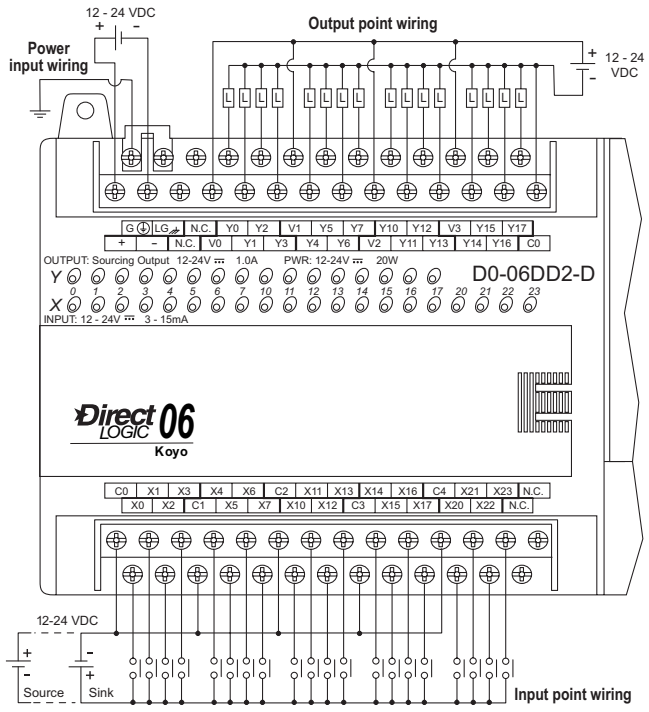 12 - 24 VDC
+ -
Output point wiring
Power
input wiring
+
-
12 - 24
VDC
L L L L L L L L L L L L L L L L
G LG N.C. Y0 Y2 V1 Y5 Y7 Y10 Y12 V3 Y15 Y17
+ - N.C. V0 Y1 Y3 Y4 Y6 V2 Y11 Y13 Y14 Y16 C0
OUTPUT: Sourcing Output 12-24V 1.0A PWR: 12-24V 20W
D0-06DD2-D
Y
0 1 2 3 4 5 6 7 10 11 12 13 14 15 16 17 20 21 22 23
X
INPUT: 12 - 24V 3 - 15mA
Direct
LOGIC
06
Koyo
C0 X1 X3 X4 X6 C2 X11 X13 X14 X16 C4 X21 X23 N.C.
X0 X2 C1 X5 X7 X10 X12 C3 X15 X17 X20 X22 N.C.
12-24 VDC
+ -
- +
Source Sink
Input point wiring